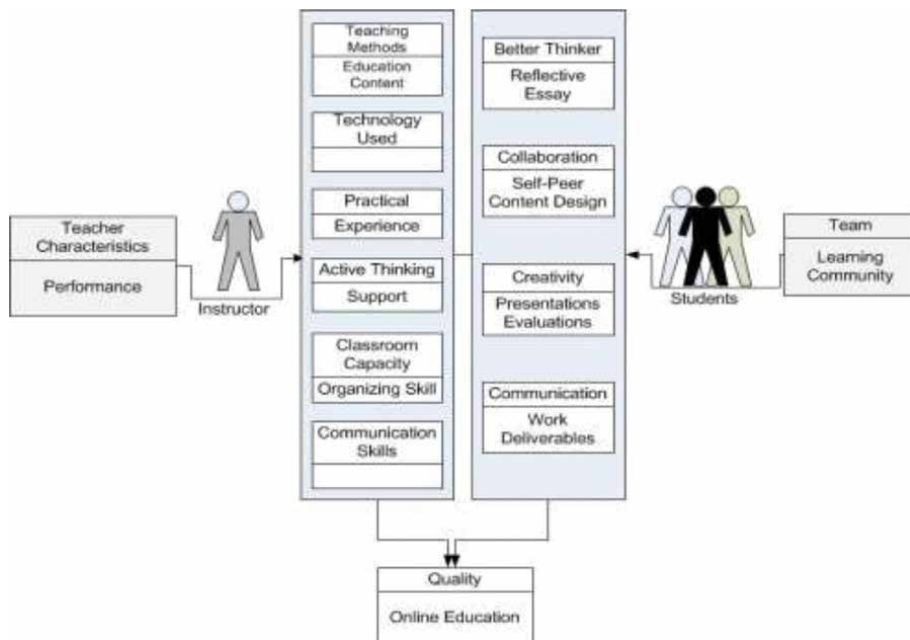 Teacher
Characteristics
Performance
Instructor
Teaching
Methods
Education
Content
Technology
Used
Practical
Experience
Active Thinking
Support
Classroom
Capacity
Organizing Skill
Communication
Skills
Better Thinker
Reflective
Essay
Collaboration
Self-Peer
Content Design
Creativity
Presentations
Evaluations
Communication
Work
Deliverables
Students
Team
Learning
Community
Quality
Online Education